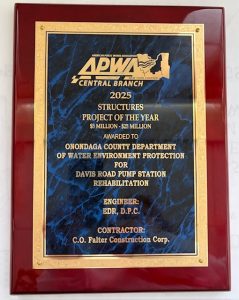 AMERICAN PUBLIC WORKS ASSOCIATION
APWA
CENTRAL BRANCH
2025
STRUCTURES
PROJECT OF THE YEAR
$5 MILLION - $25 MILLION
AWARDED TO
ONONDAGA COUNTY DEPARTMENT
OF WATER ENVIRONMENT PROTECTION
FOR
DAVIS ROAD PUMP STATION
REHABILITATION
ENGINEER:
EDR, D.P.C.
CONTRACTOR:
C.O. Falter Construction Corp.